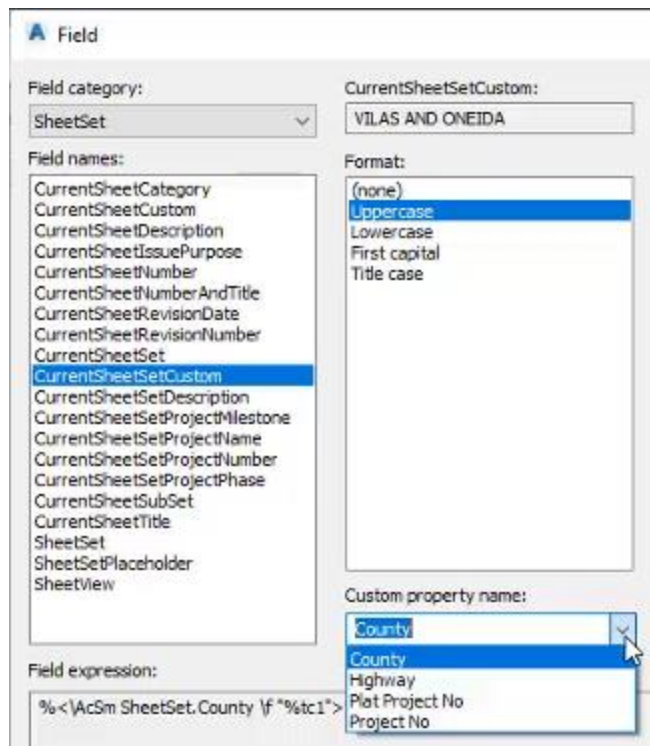 Field
Field category:
SheetSet
Field names:
CurrentSheetCategory
CurrentSheetCustom
CurrentSheetDescription
CurrentSheetIssuePurpose
CurrentSheetNumber
CurrentSheetNumberAndTitle
CurrentSheetRevisionDate
CurrentSheetRevisionNumber
CurrentSheetSet
CurrentSheetSetCustom
CurrentSheetSetDescription
CurrentSheetSetProjectMilestone
CurrentSheetSetProjectName
CurrentSheetSetProjectNumber
CurrentSheetSetProjectPhase
CurrentSheetSubSet
CurrentSheetTitle
SheetSet
SheetSetPlaceholder
SheetView
CurrentSheetSetCustom:
VILAS AND ONEIDA
Format:
(none)
Uppercase
Lowercase
First capital
Title case
Custom property name:
County
County
Highway
Plat Project No
Project No
Field expression:
%<\AcSm SheetSet.County \f "%tc1">